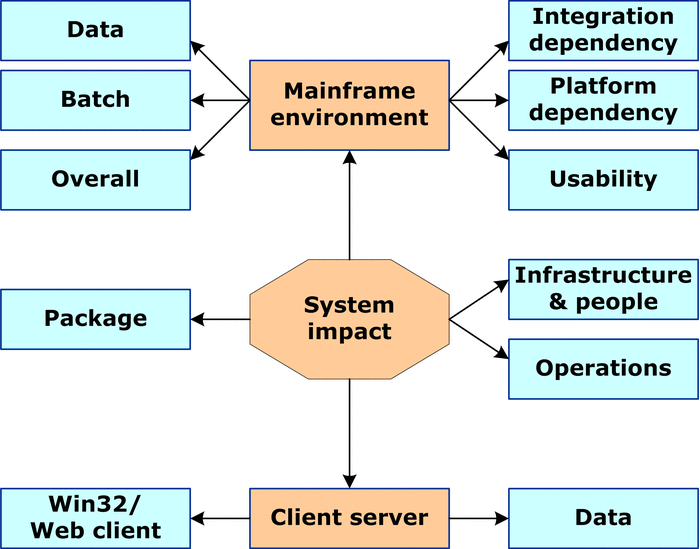 Data
Batch
Overall
Mainframe
environment
Integration
dependency
Platform
dependency
Usability
Package
System
impact
Infrastructure
& people
Operations
Win32/
Web client
Client server
Data